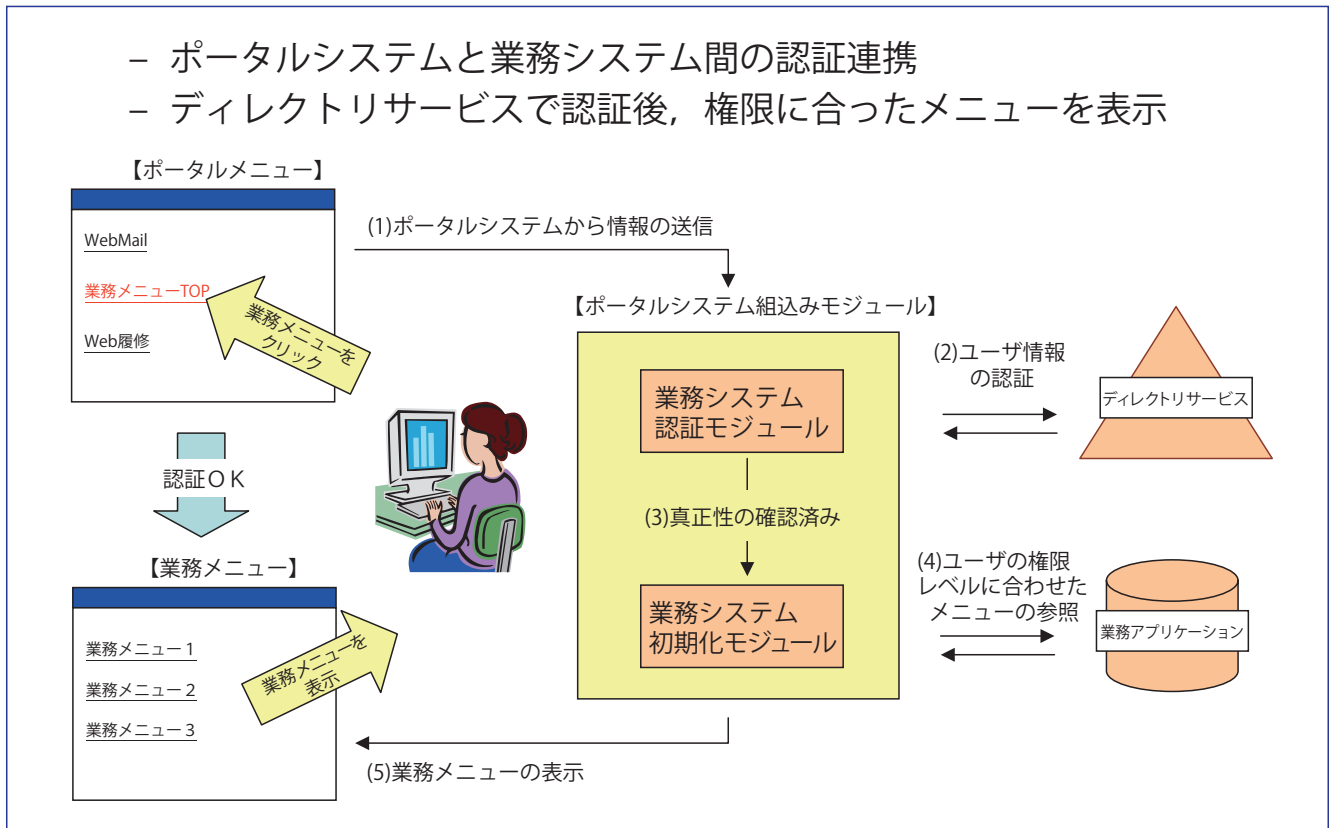 – ポータルシステムと業務システム間の認証連携
– ディレクトリサービスで認証後，権限に合ったメニューを表示
【ポータルメニュー】
WebMail
業務メニューTOP
Web履修
業務メニューを
クリック
(1)ポータルシステムから情報の送信
【ポータルシステム組込みモジュール】
業務システム
認証モジュール
(2)ユーザ情報
の認証
ディレクトリサービス
認証ＯＫ
(3)真正性の確認済み
業務システム
初期化モジュール
(4)ユーザの権限
レベルに合わせた
メニューの参照
業務アプリケーション
【業務メニュー】
業務メニュー1
業務メニュー2
業務メニュー3
業務メニューを
表示
(5)業務メニューの表示